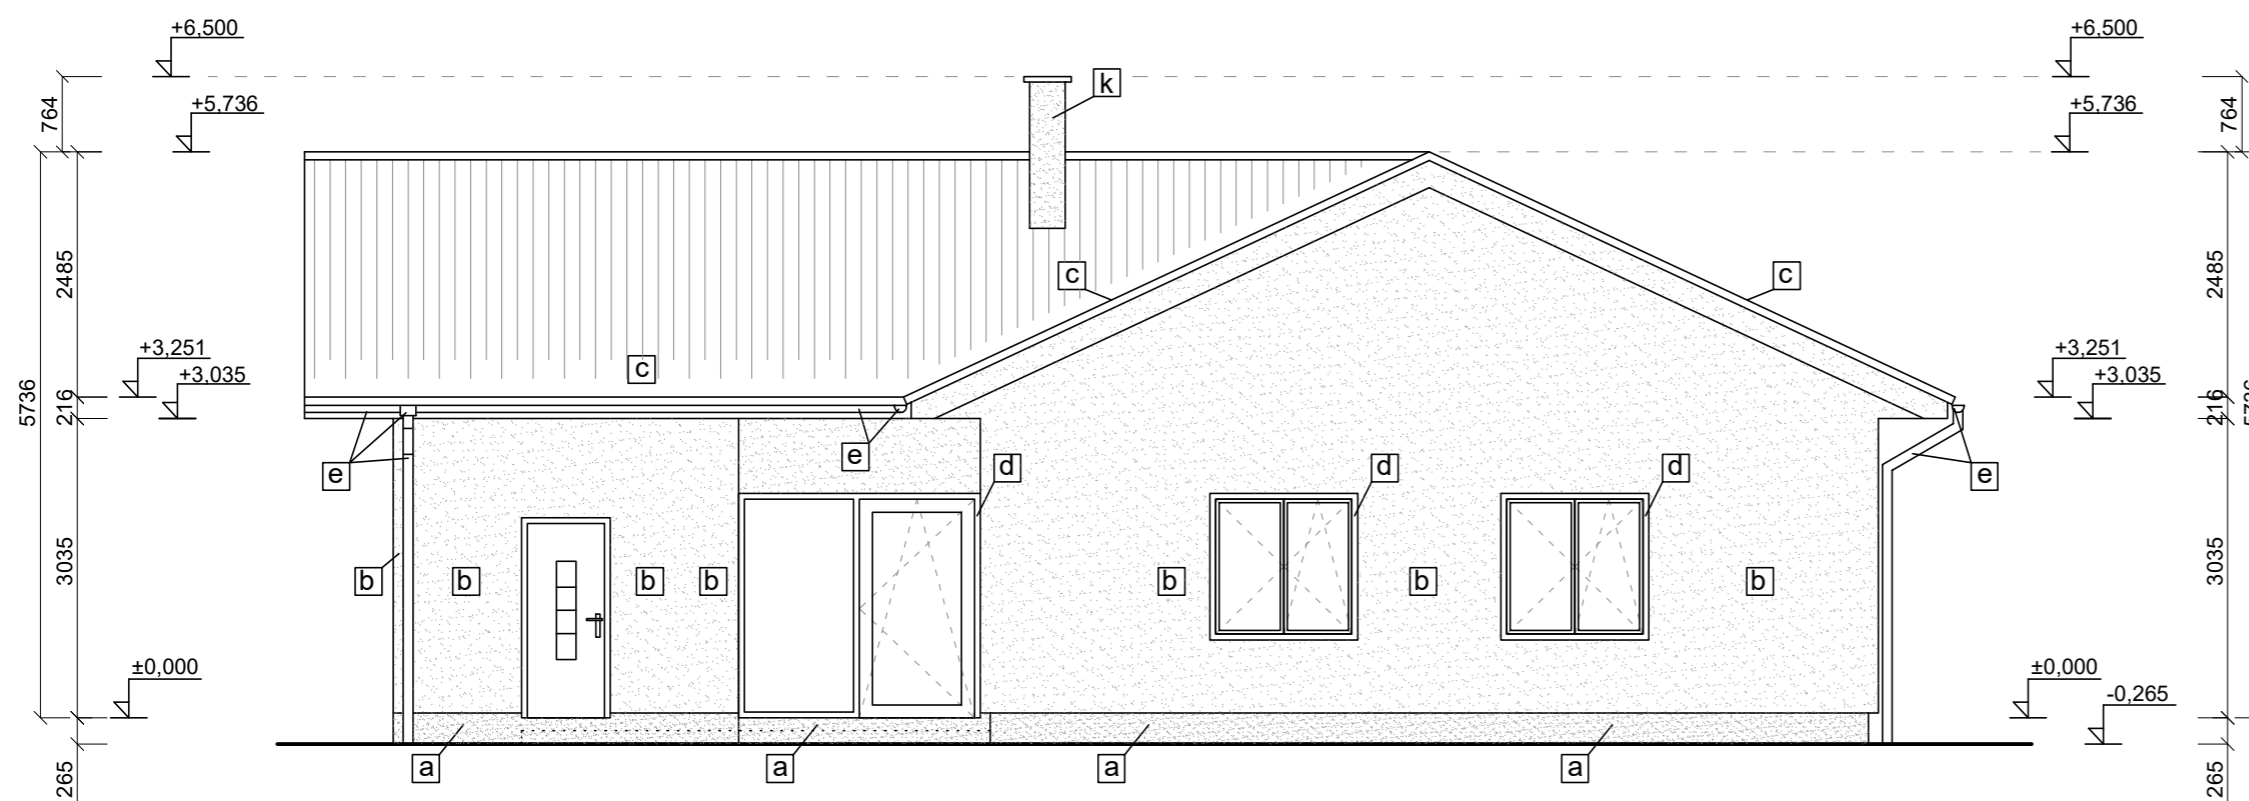 +6,500
+6,500
k
764
764
+5,736
+5,736
2485
c
c
2485
+3,251
+3,251
+3,035
+3,035
c
5736
216
216
e
e
d
d
d
e
3035
b
b
b
b
b
b
b
3035
±0,000
±0,000
-0,265
a
a
a
a
265
265